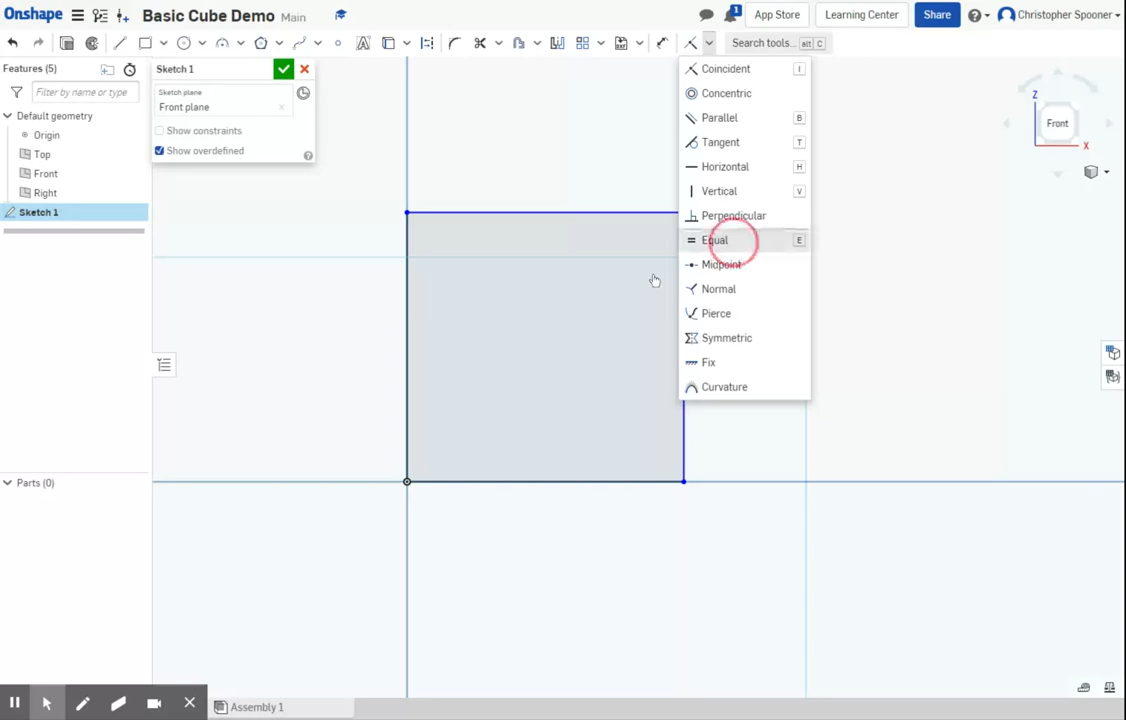 Onshape Basic Cube Demo Main 1 App Store Learning Center Share Christopher Spooner
Search tools... alt C
Features (5)
Filter by name or type
Default geometry
Origin
Top
Front
Right
Sketch 1
Parts (0)
Sketch 1
Sketch plane
Front plane
Show constraints
Show overdefined
Coincident I
Concentric
Parallel B
Tangent T
Horizontal H
Vertical V
Perpendicular
Equal E
Midpoint
Normal
Pierce
Symmetric
Fix
Curvature
Z
Front
X
Assembly 1